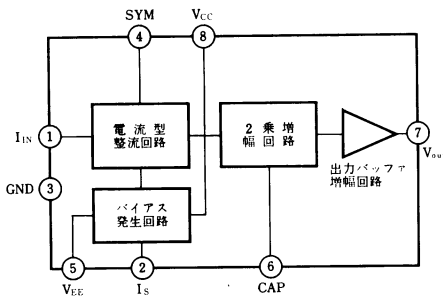 SYM
VCC
4
8
電流型
整流回路
2乗増
幅回路
IIN
1
7
Vou
出力バッファ
増幅回路
GND
3
バイアス
発生回路
5
2
6
VEE
IS
CAP